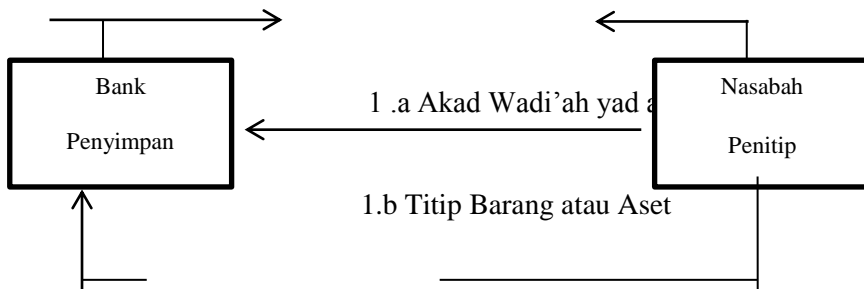 Bank
Penyimpan
1 .a Akad Wadi’ah yad a
Nasabah
Penitip
1.b Titip Barang atau Aset